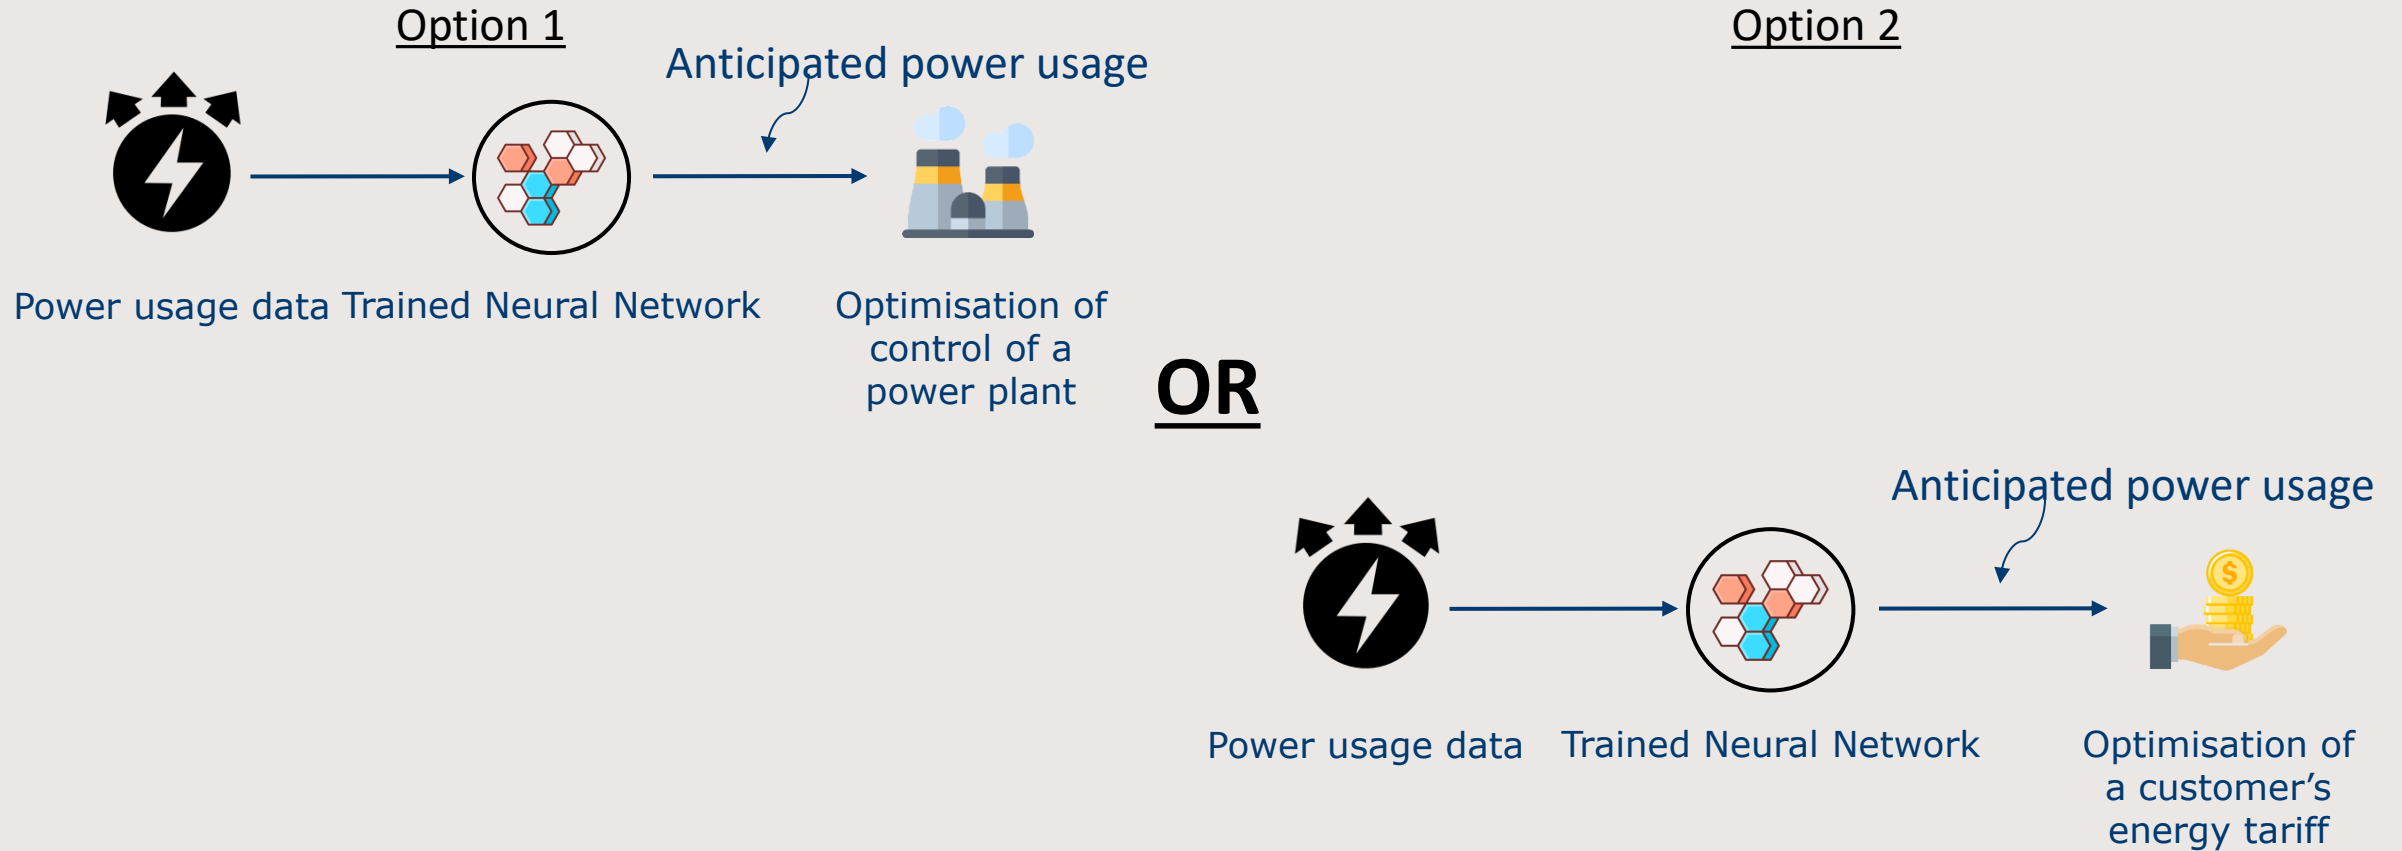 Option 1
Anticipated power usage
Power usage data
Trained Neural Network
Optimisation of
control of a
power plant
OR
Option 2
Anticipated power usage
$
Power usage data
Trained Neural Network
Optimisation of
a customer’s
energy tariff